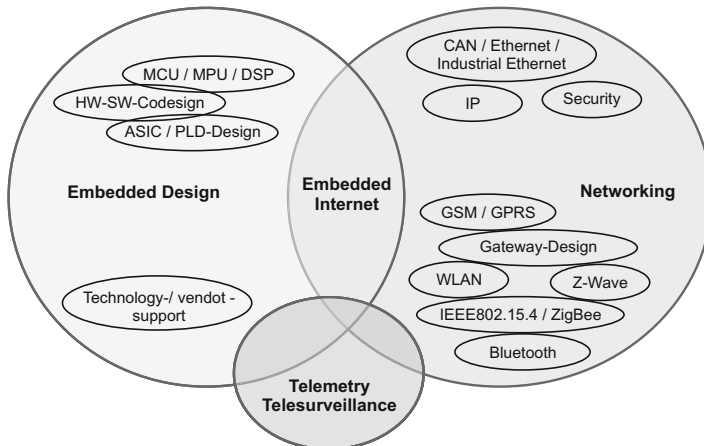 CAN / Ethernet /
Industrial Ethernet
MCU / MPU / DSP
HW-SW-Codesign
IP
Security
ASIC / PLD-Design
Embedded Design
Embedded
Internet
Networking
GSM / GPRS
Gateway-Design
WLAN
Z-Wave
Technology-/ vendot -
support
IEEE802.15.4 / ZigBee
Bluetooth
Telemetry
Telesurveillance